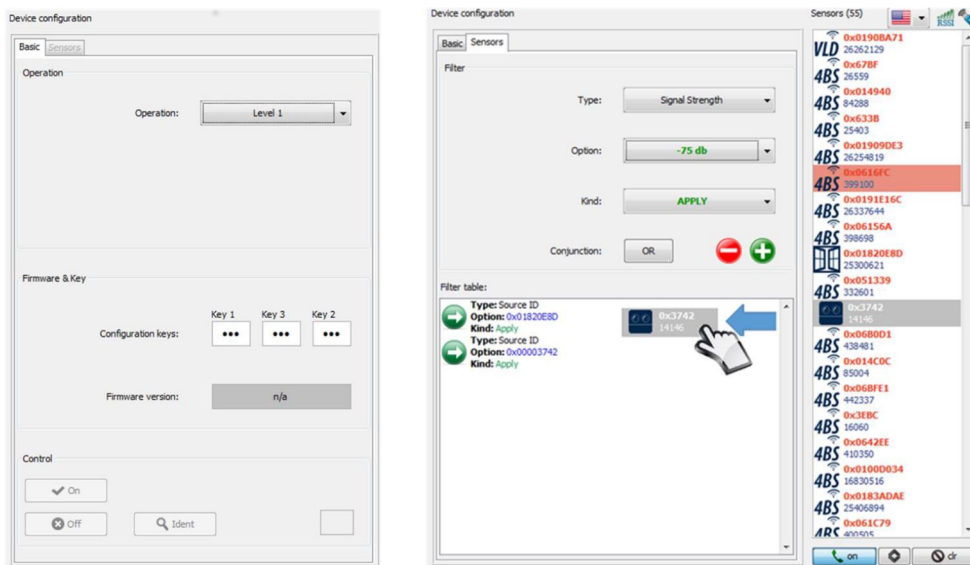 Device configuration
Basic Sensors
Operation
Operation: Level 1
Firmware & Key
Key 1 Key 3 Key 2
Configuration keys: ••• ••• •••
Firmware version: n/a
Control
On
Off Ident
Device configuration
Basic Sensors
Filter
Type: Signal Strength
Option: -75 db
Kind: APPLY
Conjunction: OR
Filter table:
Type: Source ID
Option: 0x01820E8D
Kind: Apply
Type: Source ID
Option: 0x00003742
Kind: Apply
0x3742
14146
Sensors (55)
RSSI
0x0190BA71
VLD 26262129
0x67BF
4BS 26559
0x014940
4BS 84288
0x633B
4BS 25403
0x01909DE3
4BS 26254819
0x0616FC
4BS 399100
0x0191E16C
4BS 26337644
0x06156A
4BS 398698
0x01820E8D
25300621
0x051339
4BS 332601
0x3742
14146
0x06B0D1
4BS 438481
0x014C0C
4BS 85004
0x06BFE1
4BS 442337
0x3EBC
4BS 16060
0x0642EE
4BS 410350
0x0100D034
4BS 16830516
0x0183ADAE
4BS 25406894
0x061C79
4BS 400505
on clr